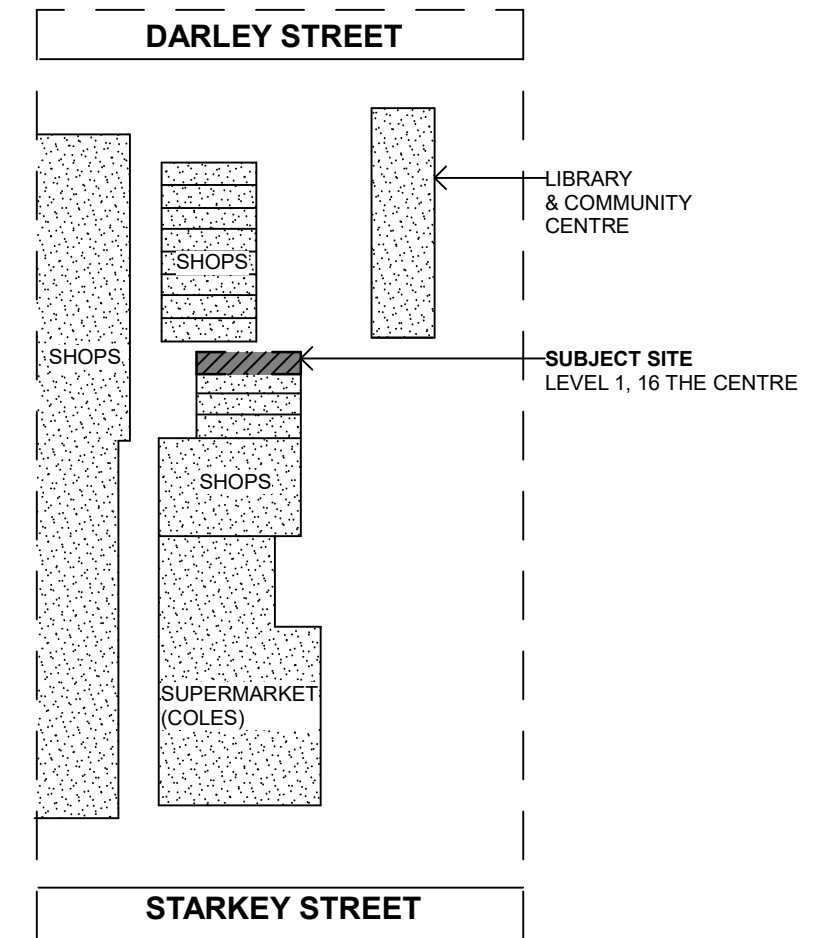 DARLEY STREET
LIBRARY
& COMMUNITY
CENTRE
SHOPS
SHOPS
SUBJECT SITE
LEVEL 1, 16 THE CENTRE
SHOPS
SUPERMARKET
(COLES)
STARKEY STREET